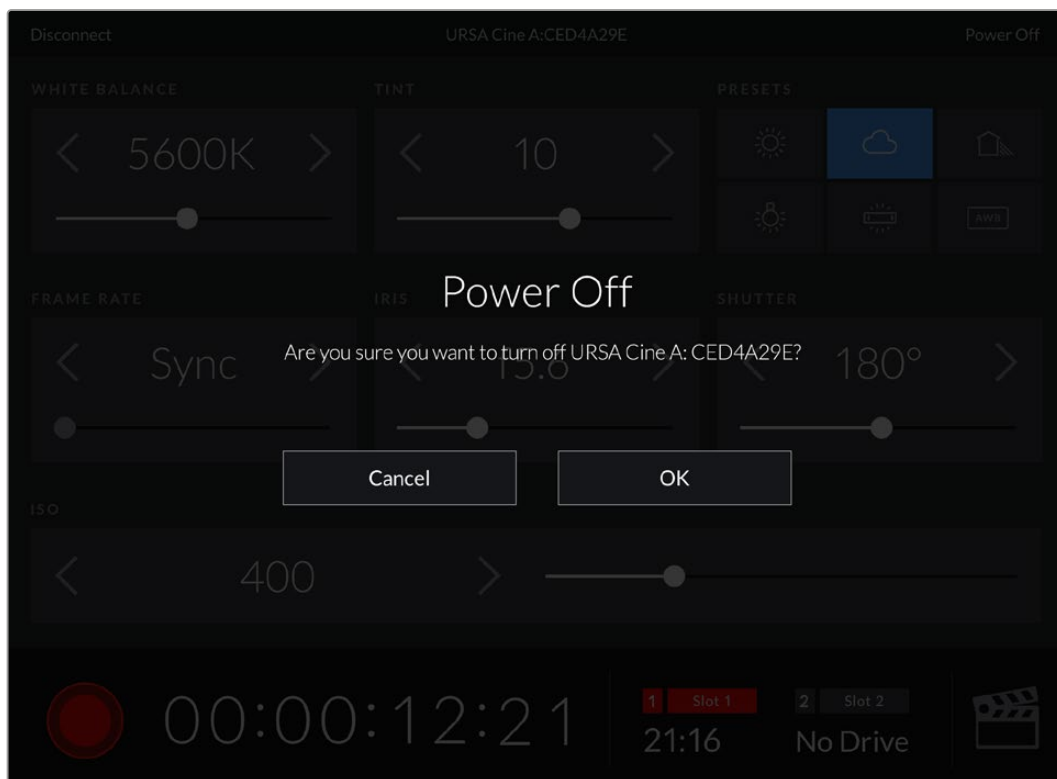 Disconnect URSA Cine A:CED4A29E Power Off
WHITE BALANCE TINT PRESETS
5600K 10
AWB
Power Off
FRAME RATE IRIS SHUTTER
Are you sure you want to turn off URSA Cine A: CED4A29E?
Sync 15.6 180°
Cancel OK
ISO
400
00:00:12:21
1 Slot 1 2 Slot 2
21:16 No Drive